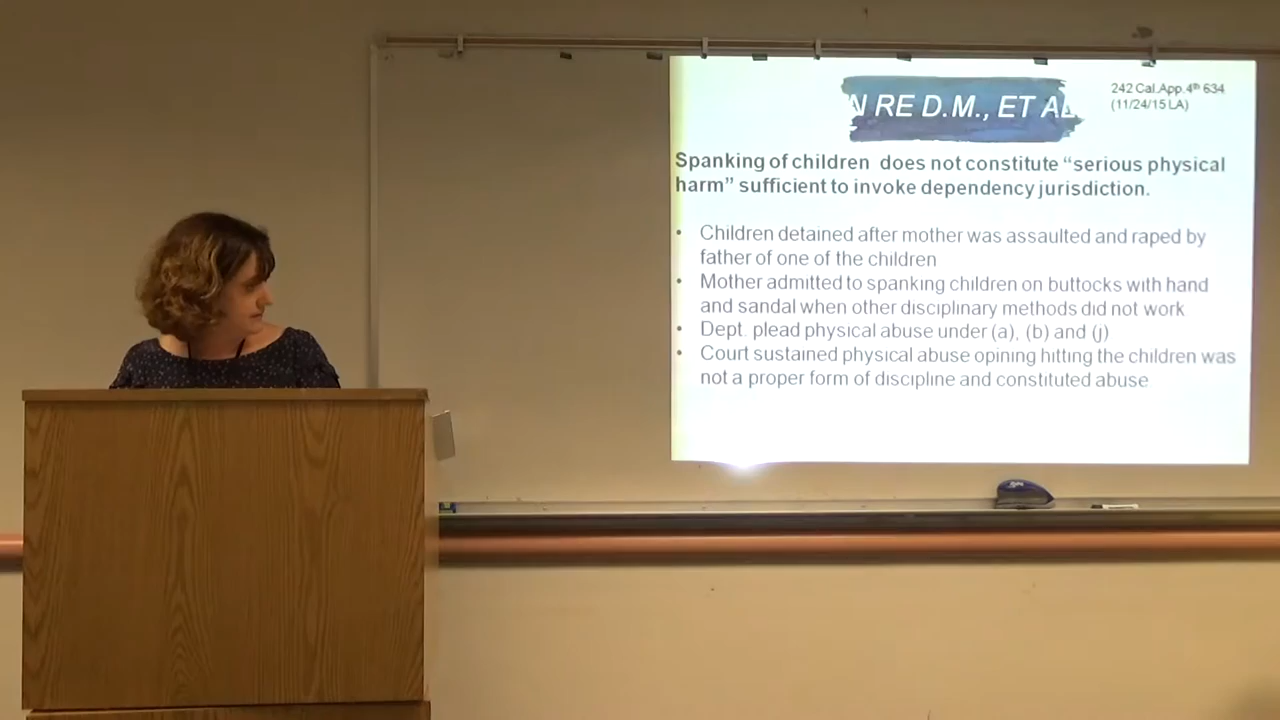 N RE D.M., ET AL
242 Cal.App.4th 634
(11/24/15 LA)
Spanking of children does not constitute “serious physical
harm” sufficient to invoke dependency jurisdiction.
• Children detained after mother was assaulted and raped by
father of one of the children
• Mother admitted to spanking children on buttocks with hand
and sandal when other disciplinary methods did not work
• Dept. plead physical abuse under (a), (b) and (j)
• Court sustained physical abuse opining hitting the children was
not a proper form of discipline and constituted abuse